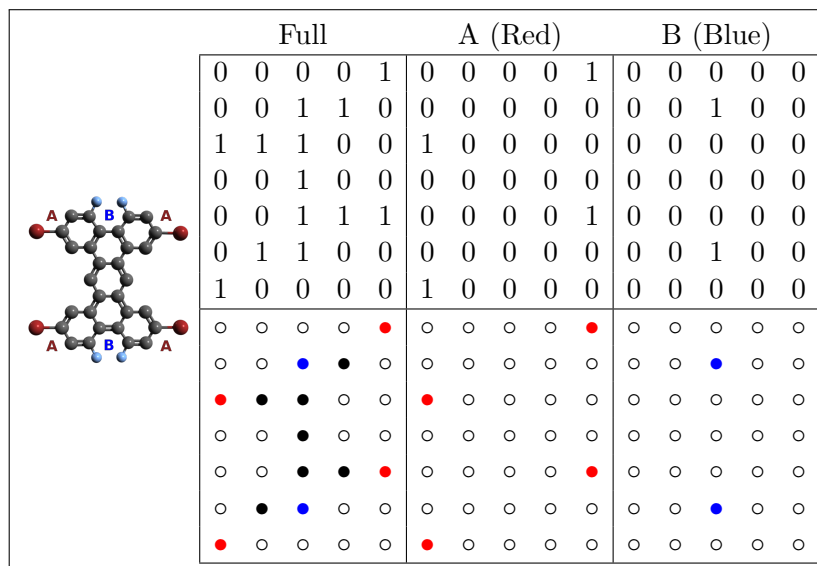 Full A (Red) B (Blue)
0 0 0 0 1 0 0 0 0 1 0 0 0 0 0
0 0 1 1 0 0 0 0 0 0 0 0 1 0 0
1 1 1 0 0 1 0 0 0 0 0 0 0 0 0
0 0 1 0 0 0 0 0 0 0 0 0 0 0 0
0 0 1 1 1 0 0 0 0 1 0 0 0 0 0
0 1 1 0 0 0 0 0 0 0 0 0 1 0 0
1 0 0 0 0 1 0 0 0 0 0 0 0 0 0
A B A
A B A